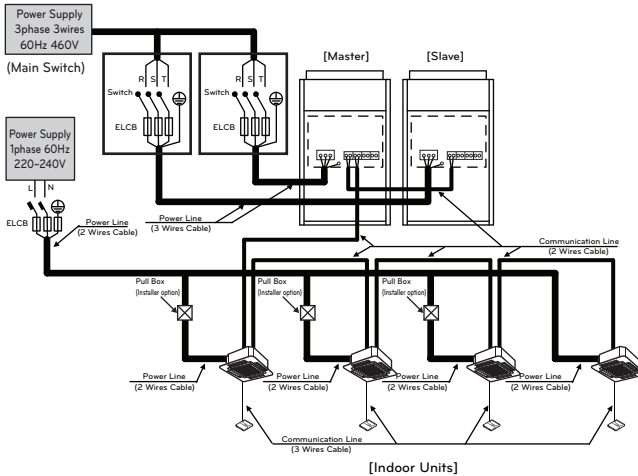 Power Supply
3phase 3wires
60Hz 460V
(Main Switch)
[Master]
[Slave]
R S T
Switch
ELCB
R S T
Switch
ELCB
Power Supply
1phase 60Hz
220~240V
L N
ELCB
Power Line
(2 Wires Cable)
Power Line
(3 Wires Cable)
Communication Line
(2 Wires Cable)
Pull Box
(Installer option)
Pull Box
(Installer option)
Pull Box
(Installer option)
Power Line
(2 Wires Cable)
Power Line
(2 Wires Cable)
Power Line
(2 Wires Cable)
Power Line
(2 Wires Cable)
Communication Line
(3 Wires Cable)
[Indoor Units]